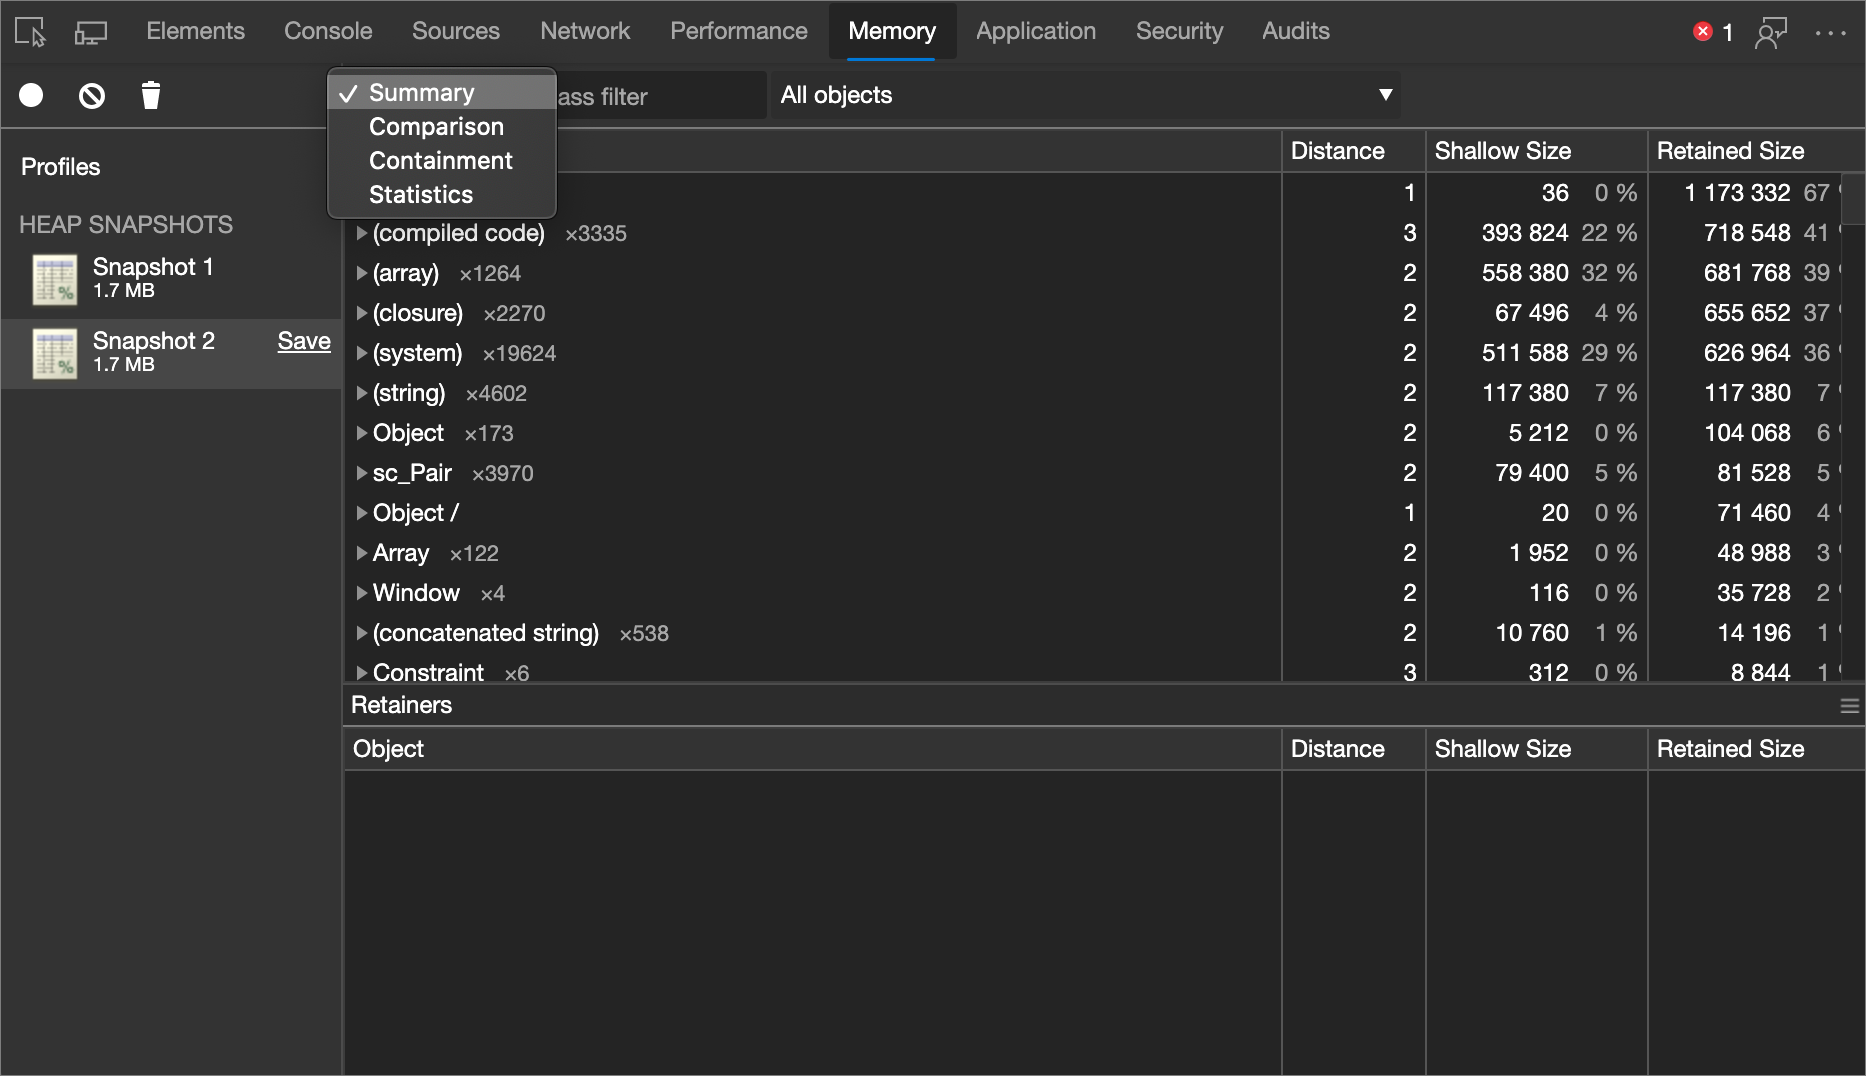 Elements Console Sources Network Performance Memory Application Security Audits 1
Summary
Comparison
Containment
Statistics
ass filter
All objects
Profiles
HEAP SNAPSHOTS
Snapshot 1
1.7 MB
Snapshot 2 Save
1.7 MB
Distance Shallow Size Retained Size
1 36 0 % 1 173 332 67
(compiled code) ×3335 3 393 824 22 % 718 548 41
(array) ×1264 2 558 380 32 % 681 768 39
(closure) ×2270 2 67 496 4 % 655 652 37
(system) ×19624 2 511 588 29 % 626 964 36
(string) ×4602 2 117 380 7 % 117 380 7
Object ×173 2 5 212 0 % 104 068 6
sc_Pair ×3970 2 79 400 5 % 81 528 5
Object / 1 20 0 % 71 460 4
Array ×122 2 1 952 0 % 48 988 3
Window ×4 2 116 0 % 35 728 2
(concatenated string) ×538 2 10 760 1 % 14 196 1
Constraint ×6 3 312 0 % 8 844 1
Retainers
Object Distance Shallow Size Retained Size